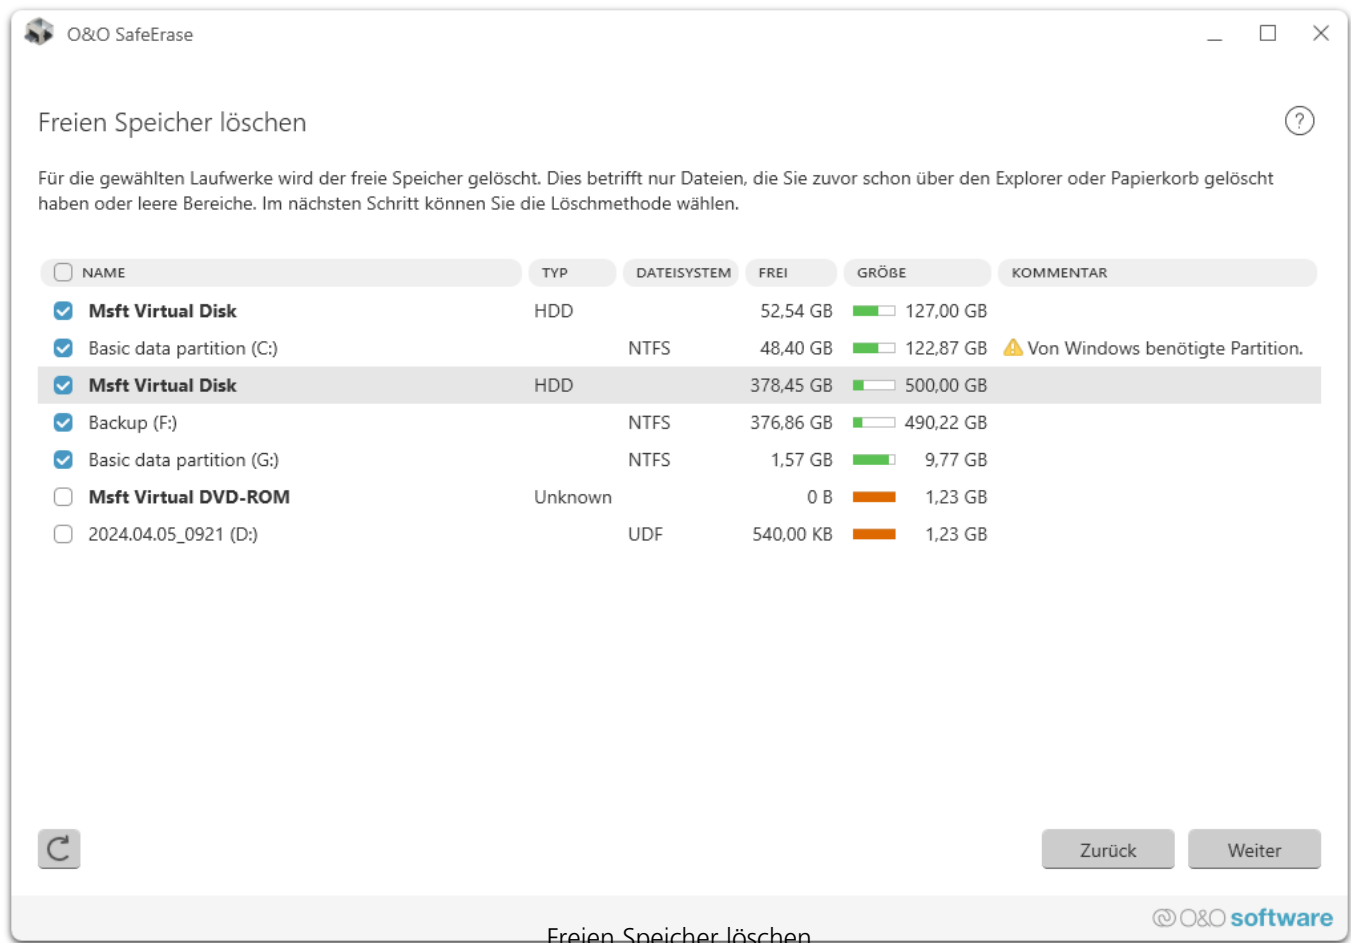 O&O SafeErase
Freien Speicher löschen
?
Für die gewählten Laufwerke wird der freie Speicher gelöscht. Dies betrifft nur Dateien, die Sie zuvor schon über den Explorer oder Papierkorb gelöscht
haben oder leere Bereiche. Im nächsten Schritt können Sie die Löschmethode wählen.
NAME TYP DATEISYSTEM FREI GRÖßE KOMMENTAR
Msft Virtual Disk HDD 52,54 GB 127,00 GB
Basic data partition (C:) NTFS 48,40 GB 122,87 GB Von Windows benötigte Partition.
Msft Virtual Disk HDD 378,45 GB 500,00 GB
Backup (F:) NTFS 376,86 GB 490,22 GB
Basic data partition (G:) NTFS 1,57 GB 9,77 GB
Msft Virtual DVD-ROM Unknown 0 B 1,23 GB
2024.04.05_0921 (D:) UDF 540,00 KB 1,23 GB
Zurück Weiter
O&O software
Freien Speicher löschen